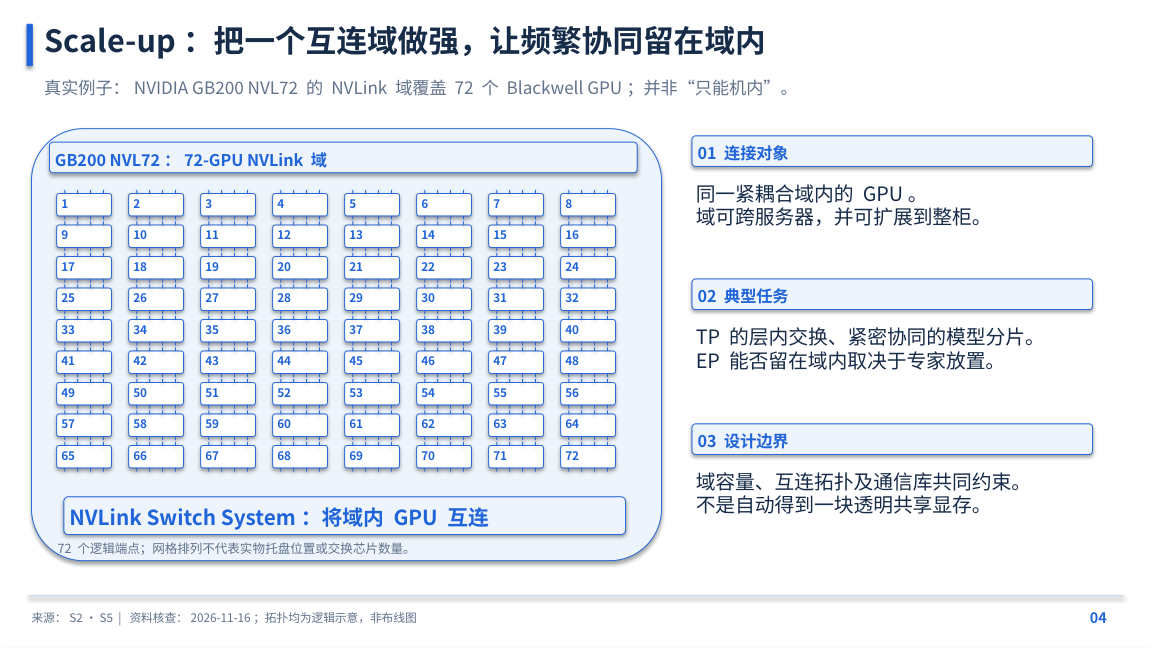 Scale-up：把一个互连域做强，让频繁协同留在域内
真实例子： NVIDIA GB200 NVL72 的 NVLink 域覆盖 72 个 Blackwell GPU；并非“只能机内”。
GB200 NVL72： 72-GPU NVLink 域
1 2 3 4 5 6 7 8
9 10 11 12 13 14 15 16
17 18 19 20 21 22 23 24
25 26 27 28 29 30 31 32
33 34 35 36 37 38 39 40
41 42 43 44 45 46 47 48
49 50 51 52 53 54 55 56
57 58 59 60 61 62 63 64
65 66 67 68 69 70 71 72
NVLink Switch System：将域内 GPU 互连
72 个逻辑端点；网格排列不代表实物托盘位置或交换芯片数量。
01 连接对象
同一紧耦合域内的 GPU。
域可跨服务器，并可扩展到整柜。
02 典型任务
TP 的层内交换、紧密协同的模型分片。
EP 能否留在域内取决于专家放置。
03 设计边界
域容量、互连拓扑及通信库共同约束。
不是自动得到一块透明共享显存。
来源： S2 · S5 | 资料核查： 2026-11-16；拓扑均为逻辑示意，非布线图
04